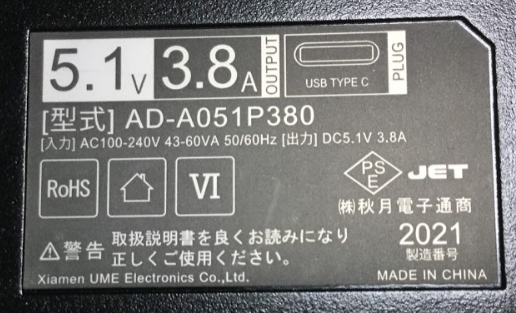 5.1V 3.8A OUTPUT
USB TYPE C PLUG
[型式] AD-A051P380
[入力] AC100-240V 43-60VA 50/60Hz [出力] DC5.1V 3.8A
RoHS VI PSE JET
㈱秋月電子通商
⚠警告 取扱説明書を良くお読みになり
正しくご使用ください。
2021
製造番号
Xiamen UME Electronics Co.,Ltd.
MADE IN CHINA